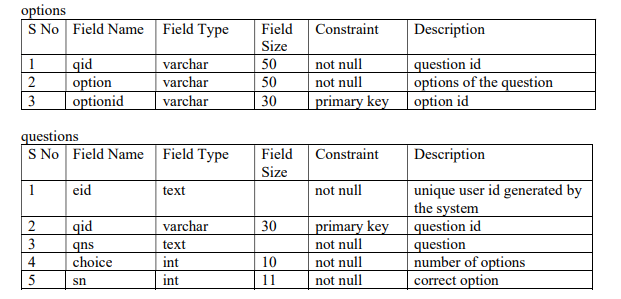 options
S No Field Name Field Type Field Size Constraint Description
1 qid varchar 50 not null question id
2 option varchar 50 not null options of the question
3 optionid varchar 30 primary key option id
questions
S No Field Name Field Type Field Size Constraint Description
1 eid text not null unique user id generated by the system
2 qid varchar 30 primary key question id
3 qns text not null question
4 choice int 10 not null number of options
5 sn int 11 not null correct option